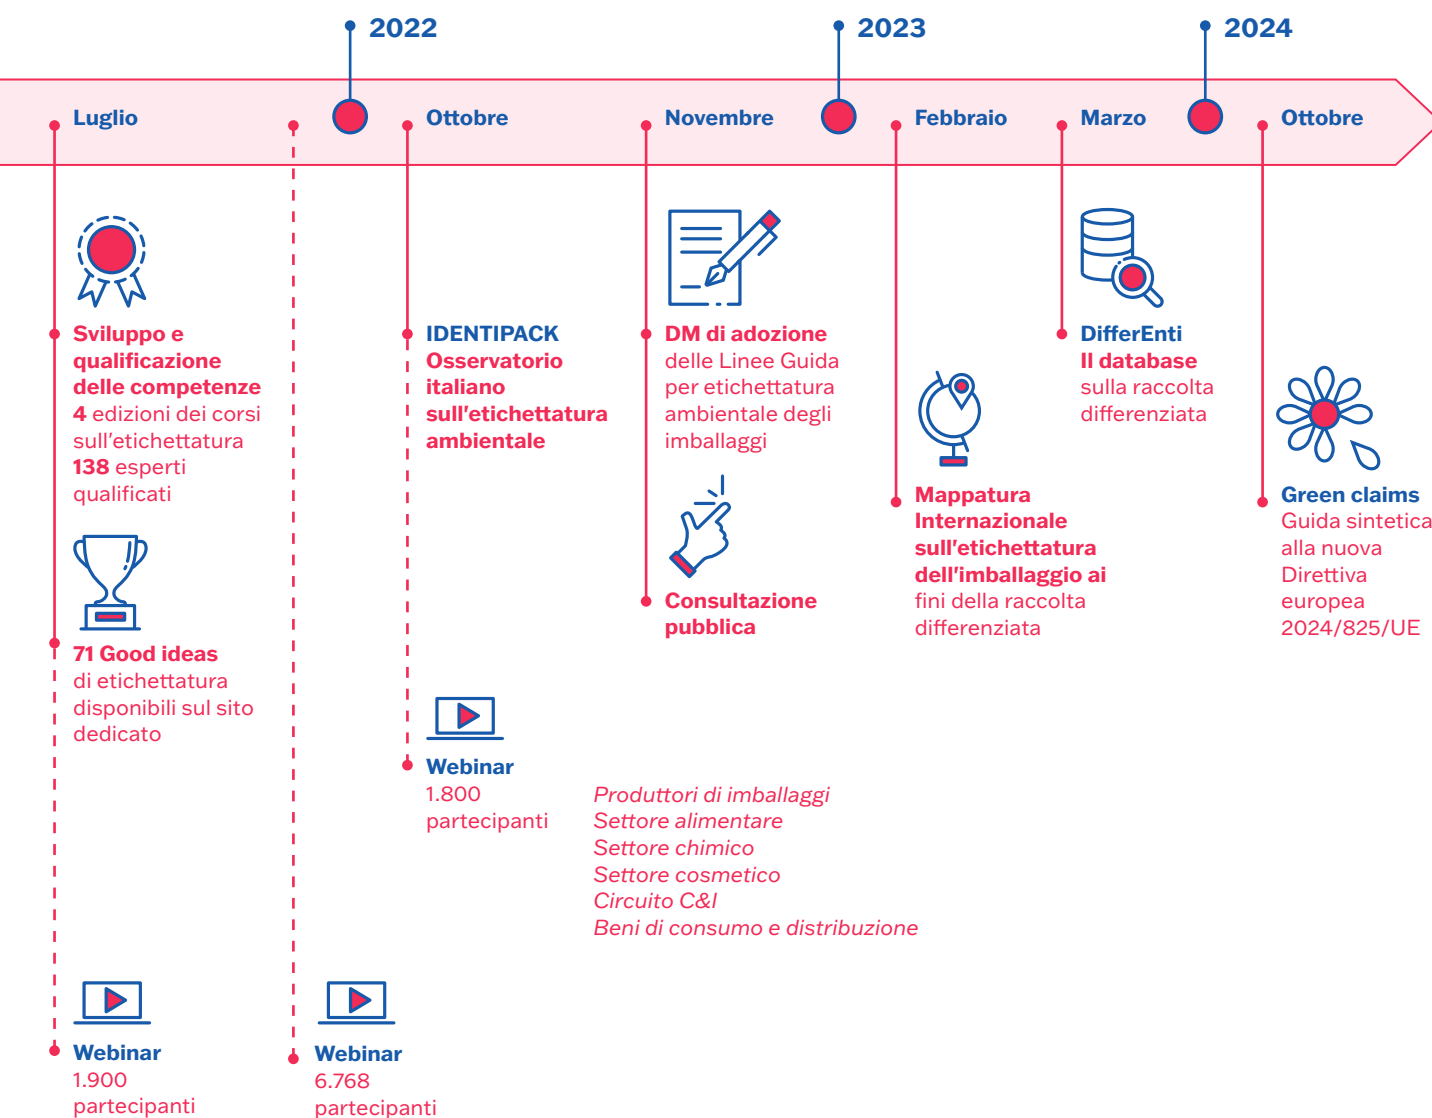 2022
2023
2024
Luglio
Ottobre
Novembre
Febbraio
Marzo
Ottobre
Sviluppo e
qualificazione
delle competenze
4 edizioni dei corsi
sull'etichettatura
138 esperti
qualificati
71 Good ideas
di etichettatura
disponibili sul sito
dedicato
Webinar
1.900
partecipanti
Webinar
6.768
partecipanti
IDENTIPACK
Osservatorio
italiano
sull'etichettatura
ambientale
Webinar
1.800
partecipanti
Produttori di imballaggi
Settore alimentare
Settore chimico
Settore cosmetico
Circuito C&I
Beni di consumo e distribuzione
DM di adozione
delle Linee Guida
per etichettatura
ambientale degli
imballaggi
Consultazione
pubblica
Mappatura
Internazionale
sull'etichettatura
dell'imballaggio ai
fini della raccolta
differenziata
DifferEnti
Il database
sulla raccolta
differenziata
Green claims
Guida sintetica
alla nuova
Direttiva
europea
2024/825/UE